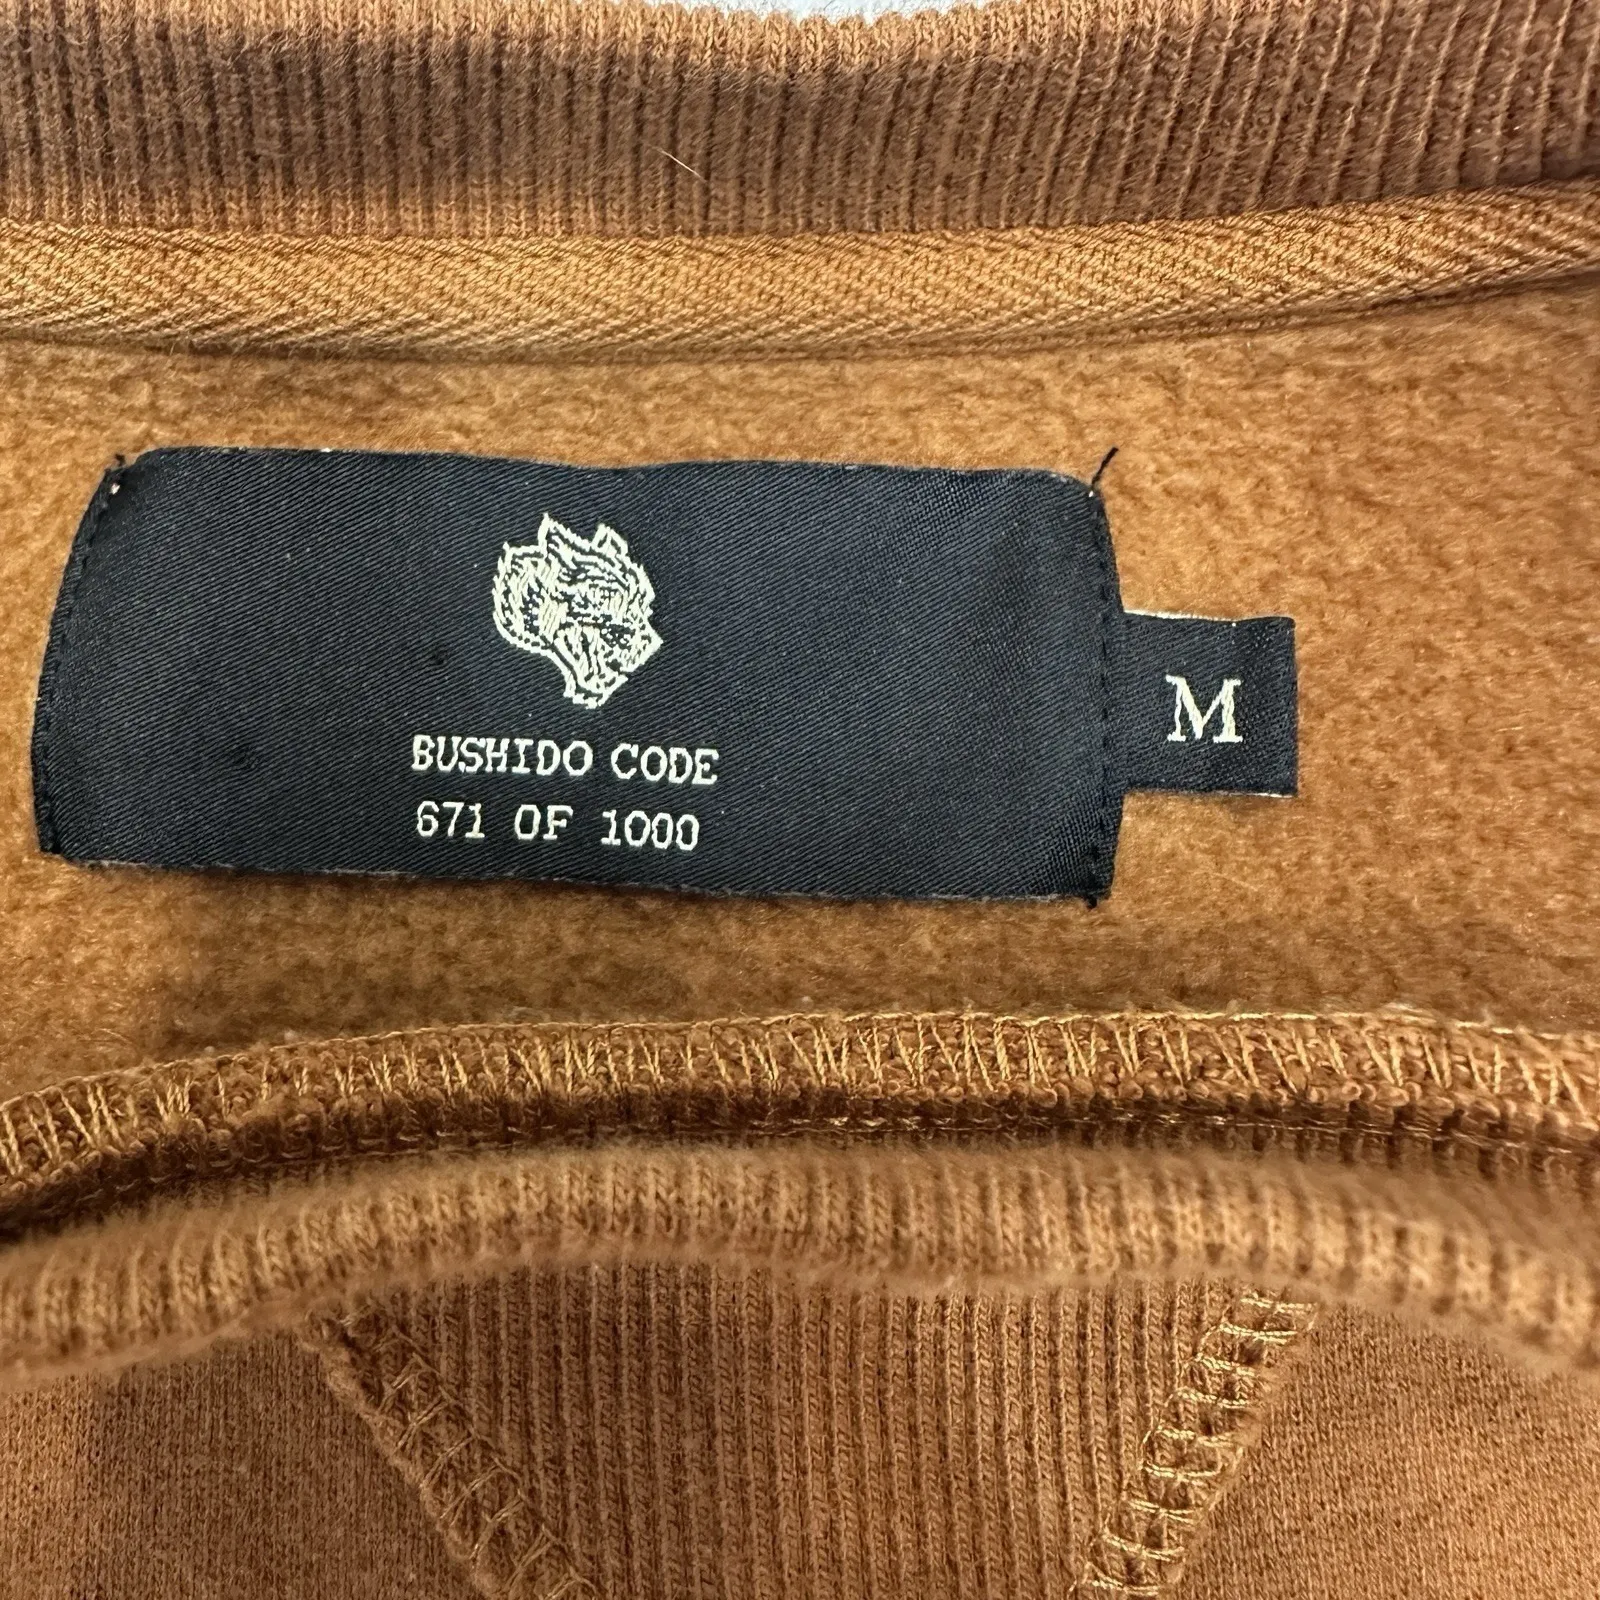 BUSHIDO CODE
671 OF 1000
M